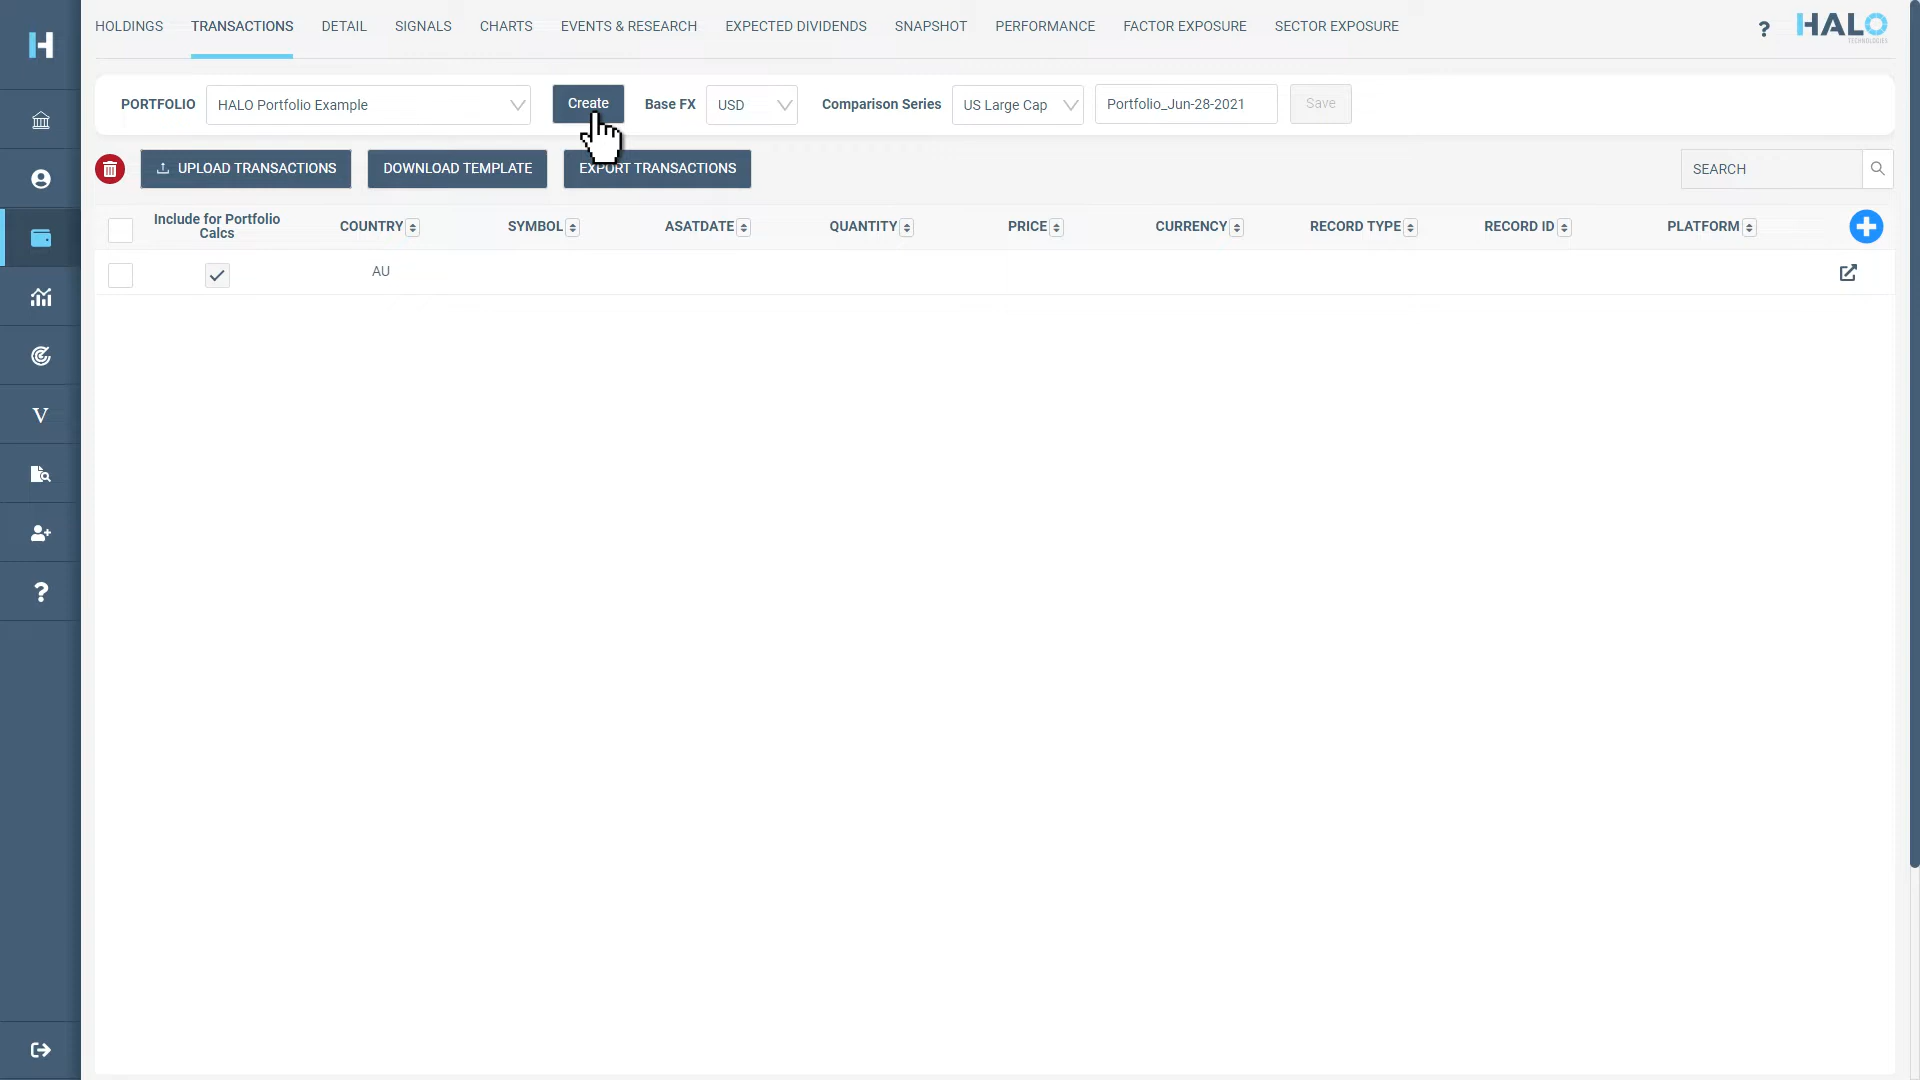 H
HOLDINGS TRANSACTIONS DETAIL SIGNALS CHARTS EVENTS & RESEARCH EXPECTED DIVIDENDS SNAPSHOT PERFORMANCE FACTOR EXPOSURE SECTOR EXPOSURE ? HALO
TECHNOLOGIES
PORTFOLIO HALO Portfolio Example Create Base FX USD Comparison Series US Large Cap Portfolio_Jun-28-2021 Save
UPLOAD TRANSACTIONS DOWNLOAD TEMPLATE EXPORT TRANSACTIONS SEARCH
Include for Portfolio
Calcs
COUNTRY SYMBOL ASATDATE QUANTITY PRICE CURRENCY RECORD TYPE RECORD ID PLATFORM
AU
V
?